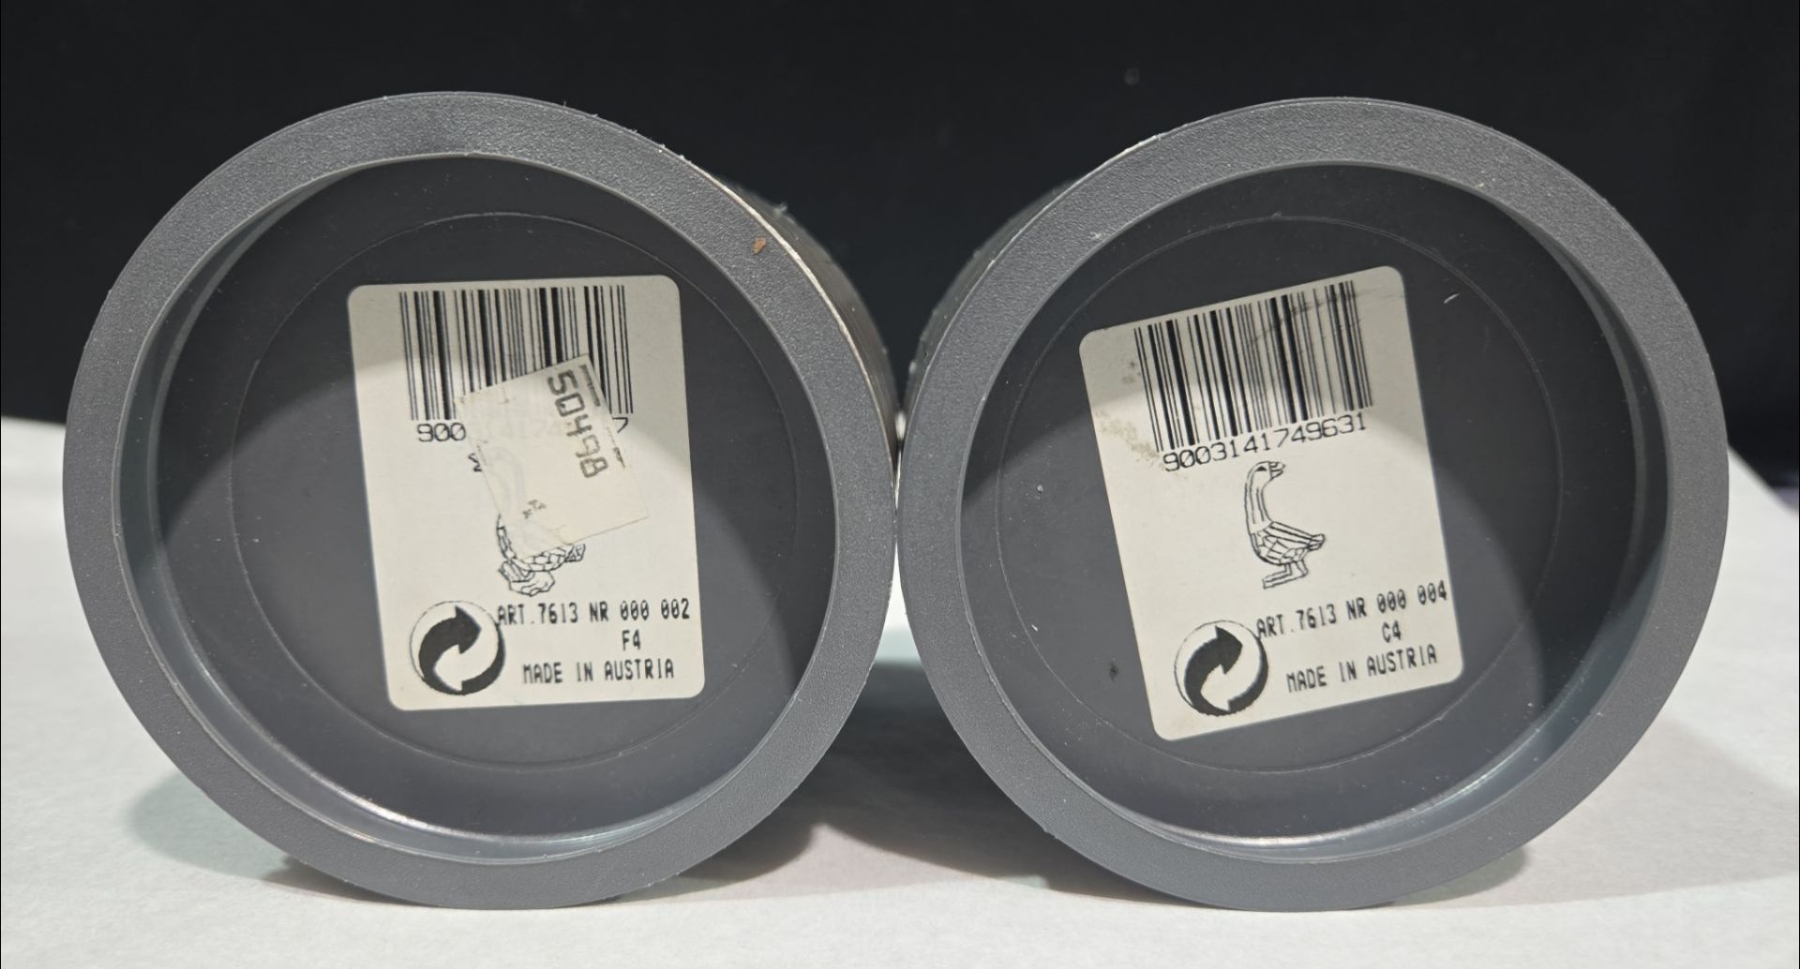 900
7
50498
ART.7613 NR 000 002
F4
MADE IN AUSTRIA
9003141749631
ART.7613 NR 000 004
C4
MADE IN AUSTRIA